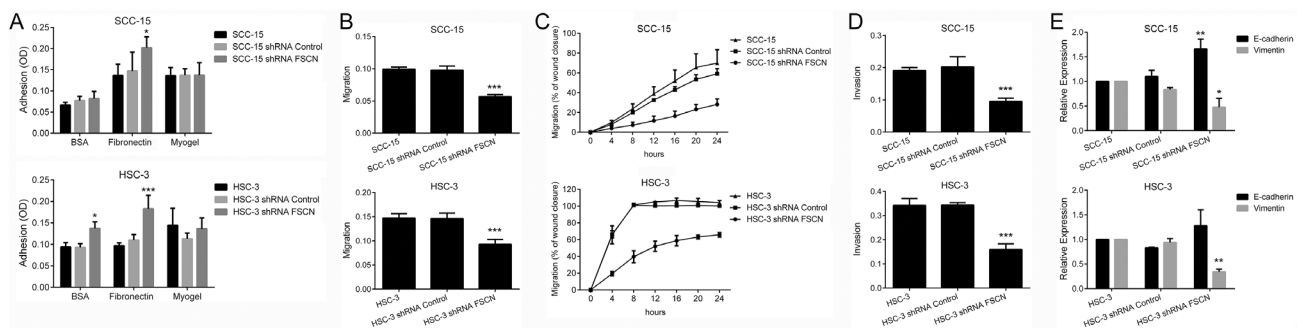 A
SCC-15
Adhesion (OD)
0.25
0.20
0.15
0.10
0.05
0.00
*
BSA
Fibronectin
Myogel
SCC-15
SCC-15 shRNA Control
SCC-15 shRNA FSCN
HSC-3
Adhesion (OD)
0.25
0.20
0.15
0.10
0.05
0.00
*
***
BSA
Fibronectin
Myogel
HSC-3
HSC-3 shRNA Control
HSC-3 shRNA FSCN
B
SCC-15
Migration
0.20
0.15
0.10
0.05
0.00
***
SCC-15
SCC-15 shRNA Control
SCC-15 shRNA FSCN
HSC-3
Migration
0.20
0.15
0.10
0.05
0.00
***
HSC-3
HSC-3 shRNA Control
HSC-3 shRNA FSCN
C
SCC-15
Migration (% of wound closure)
100
80
60
40
20
0
0 4 8 12 16 20 24
hours
SCC-15
SCC-15 shRNA Control
SCC-15 shRNA FSCN
HSC-3
Migration (% of wound closure)
120
100
80
60
40
20
0
0 4 8 12 16 20 24
hours
HSC-3
HSC-3 shRNA Control
HSC-3 shRNA FSCN
D
SCC-15
Invasion
0.3
0.2
0.1
0.0
***
SCC-15
SCC-15 shRNA Control
SCC-15 shRNA FSCN
HSC-3
Invasion
0.4
0.3
0.2
0.1
0.0
***
HSC-3
HSC-3 shRNA Control
HSC-3 shRNA FSCN
E
SCC-15
Relative Expression
2.0
1.5
1.0
0.5
0.0
**
*
SCC-15
SCC-15 shRNA Control
SCC-15 shRNA FSCN
E-cadherin
Vimentin
HSC-3
Relative Expression
2.0
1.5
1.0
0.5
0.0
**
HSC-3
HSC-3 shRNA Control
HSC-3 shRNA FSCN
E-cadherin
Vimentin